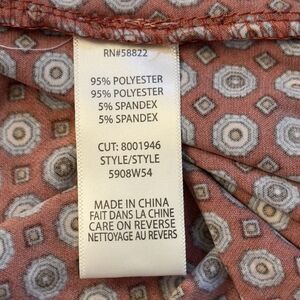 RN#58822
95% POLYESTER
95% POLYESTER
5% SPANDEX
5% SPANDEX
CUT: 8001946
STYLE/STYLE
5908W54
MADE IN CHINA
FAIT DANS LA CHINE
CARE ON REVERSE
NETTOYAGE AU REVERS